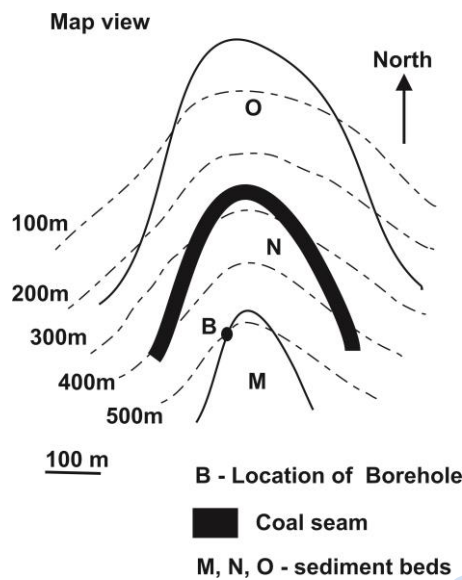 Map view
North
O
100m
N
200m
300m
B
400m
M
500m
100 m
B - Location of Borehole
Coal seam
M, N, O - sediment beds